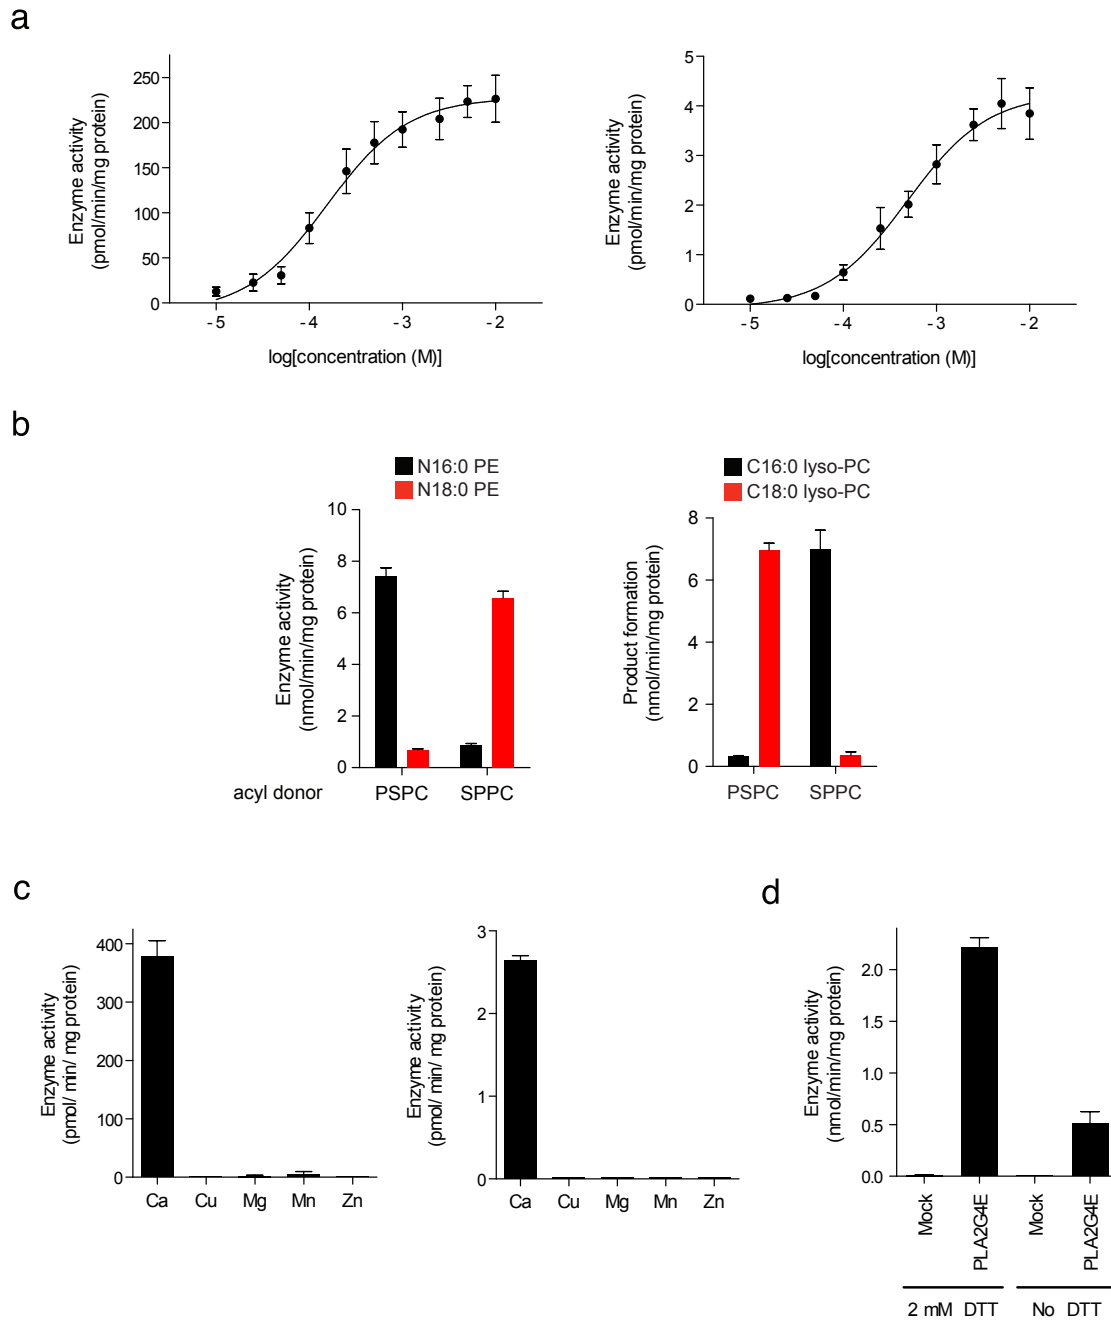 a
Enzyme activity
(pmol/min/mg protein)
250
200
150
100
50
0
-5
-4
-3
-2
log[concentration (M)]
Enzyme activity
(pmol/min/mg protein)
5
4
3
2
1
0
-5
-4
-3
-2
log[concentration (M)]
b
N16:0 PE
N18:0 PE
Enzyme activity
(nmol/min/mg protein)
10
8
6
4
2
0
acyl donor
PSPC
SPPC
C16:0 lyso-PC
C18:0 lyso-PC
Product formation
(nmol/min/mg protein)
8
6
4
2
0
PSPC
SPPC
c
Enzyme activity
(pmol/ min/ mg protein)
400
300
200
100
0
Ca
Cu
Mg
Mn
Zn
Enzyme activity
(pmol/ min/ mg protein)
3
2
1
0
Ca
Cu
Mg
Mn
Zn
d
Enzyme activity
(nmol/min/mg protein)
2.0
1.5
1.0
0.5
0.0
Mock
PLA2G4E
Mock
PLA2G4E
2 mM DTT
No DTT